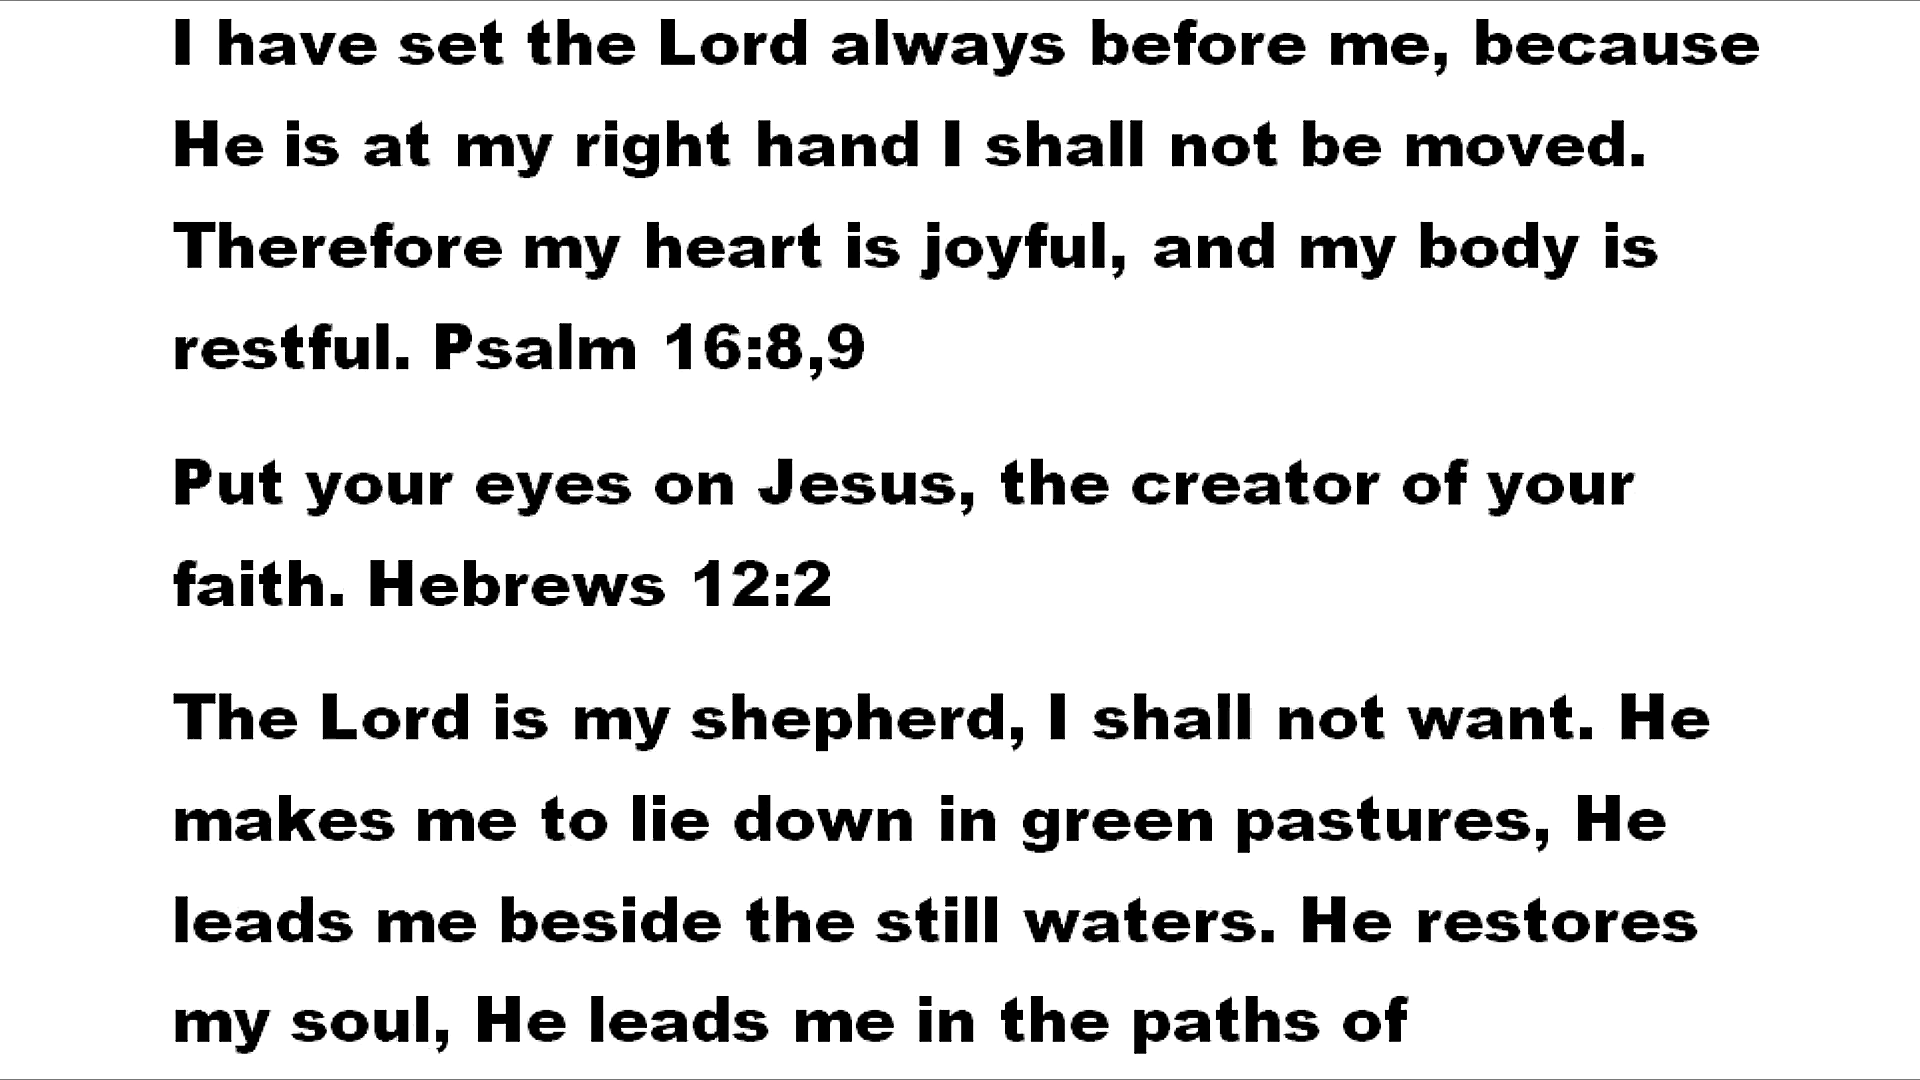 I have set the Lord always before me, because
He is at my right hand I shall not be moved.
Therefore my heart is joyful, and my body is
restful. Psalm 16:8,9
Put your eyes on Jesus, the creator of your
faith. Hebrews 12:2
The Lord is my shepherd, I shall not want. He
makes me to lie down in green pastures, He
leads me beside the still waters. He restores
my soul, He leads me in the paths of